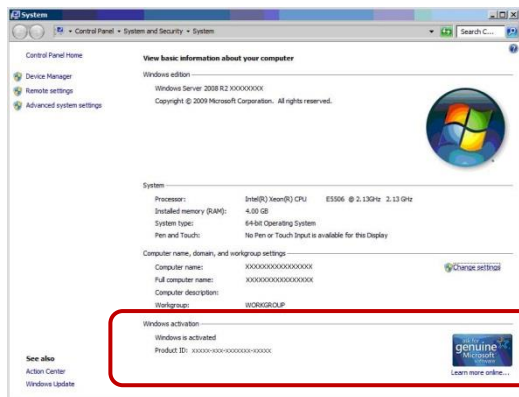 System
Control Panel • System and Security • System
Search C...
Control Panel Home
Device Manager
Remote settings
Advanced system settings
View basic information about your computer
Windows edition
Windows Server 2008 R2 XXXXXXXX
Copyright © 2009 Microsoft Corporation. All rights reserved.
System
Processor: Intel(R) Xeon(R) CPU E5506 @ 2.13GHz 2.13 GHz
Installed memory (RAM): 4.00 GB
System type: 64-bit Operating System
Pen and Touch: No Pen or Touch Input is available for this Display
Computer name, domain, and workgroup settings
Computer name: XXXXXXXXXXXXXXXX
Change settings
Full computer name: XXXXXXXXXXXXXXXX
Computer description:
Workgroup: WORKGROUP
Windows activation
Windows is activated
Product ID: xxxxx-xxx-xxxxxxx-xxxxx
ask for
genuine
Microsoft
software
Learn more online...
See also
Action Center
Windows Update